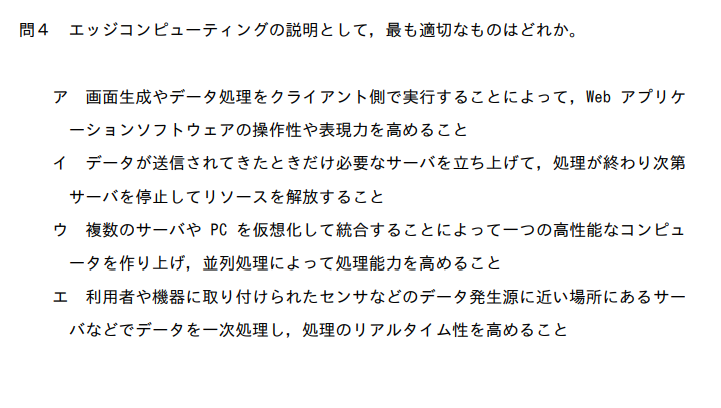 問４　エッジコンピューティングの説明として，最も適切なものはどれか。
ア　画面生成やデータ処理をクライアント側で実行することによって，Web アプリケ
ーションソフトウェアの操作性や表現力を高めること
イ　データが送信されてきたときだけ必要なサーバを立ち上げて，処理が終わり次第
サーバを停止してリソースを解放すること
ウ　複数のサーバや PC を仮想化して統合することによって一つの高性能なコンピュ
ータを作り上げ，並列処理によって処理能力を高めること
エ　利用者や機器に取り付けられたセンサなどのデータ発生源に近い場所にあるサー
バなどでデータを一次処理し，処理のリアルタイム性を高めること